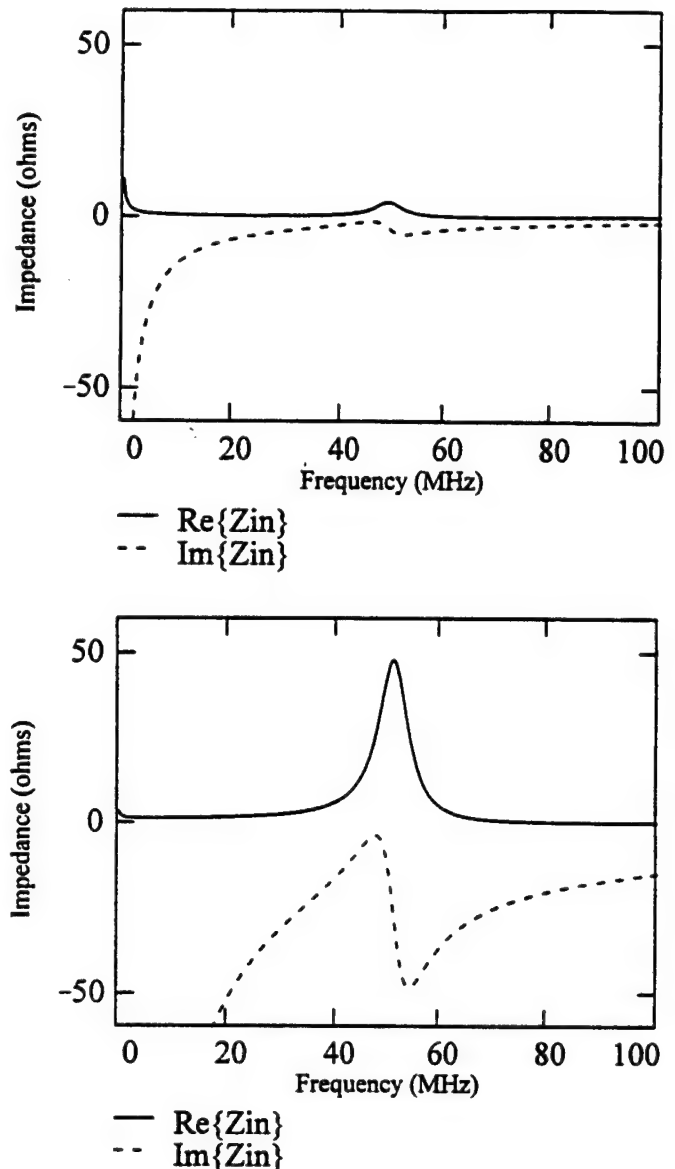 50
0
-50
Impedance (ohms)
0 20 40 60 80 100
Frequency (MHz)
Re{Zin}
Im{Zin}
50
0
-50
Impedance (ohms)
0 20 40 60 80 100
Frequency (MHz)
Re{Zin}
Im{Zin}